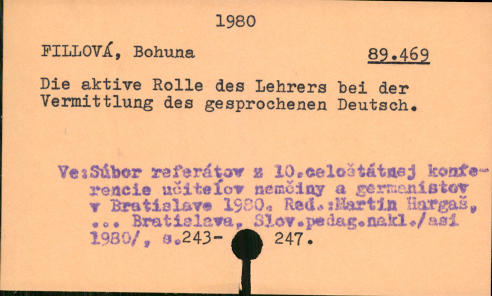 1980
FILLOVÁ, Bohuna 89.469
Die aktive Rolle des Lehrers bei der
Vermittlung des gesprochenen Deutsch.
Ve:Súbor referátov z 10.celoštátnej konfe-
rencie učiteľov nemčiny a germanistov
v Bratislave 1980. Red.:Martin Hargaš,
... Bratislava, Slov.pedag.nakl./asi
1980/, s.243- 247.